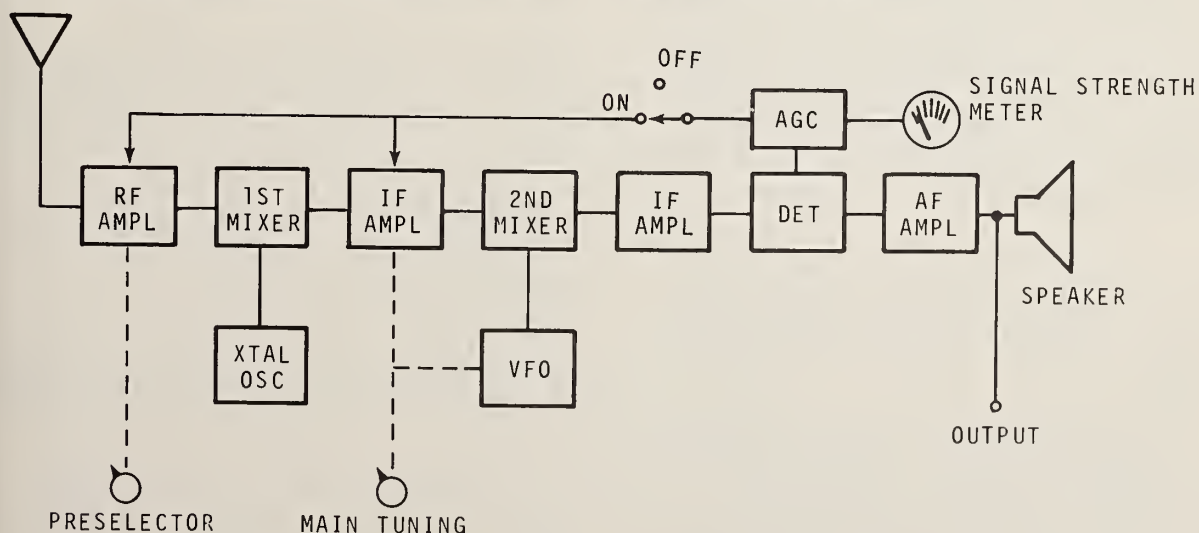 OFF
ON
SIGNAL STRENGTH
METER
AGC
RF
AMPL
1ST
MIXER
IF
AMPL
2ND
MIXER
IF
AMPL
DET
AF
AMPL
SPEAKER
XTAL
OSC
VFO
OUTPUT
PRESELECTOR
MAIN TUNING